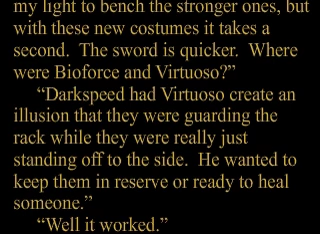 my light to bench the stronger ones, but
with these new costumes it takes a
second.  The sword is quicker.  Where
were Bioforce and Virtuoso?”
“Darkspeed had Virtuoso create an
illusion that they were guarding the
rack while they were really just
standing off to the side.  He wanted to
keep them in reserve or ready to heal
someone.”
“Well it worked.”